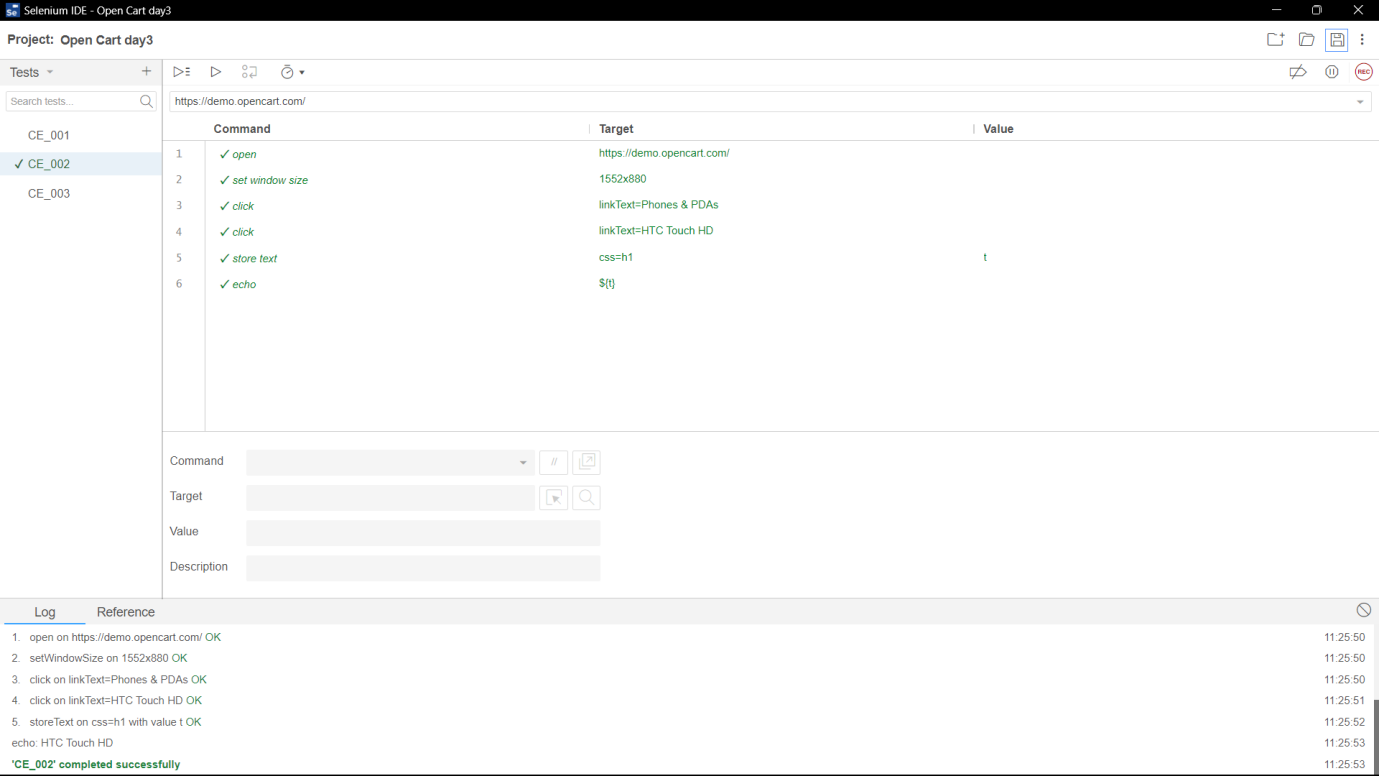 Selenium IDE - Open Cart day3
Project: Open Cart day3
Tests
Search tests...
CE_001
CE_002
CE_003
REC
https://demo.opencart.com/
Command Target Value
1 open https://demo.opencart.com/
2 set window size 1552x880
3 click linkText=Phones & PDAs
4 click linkText=HTC Touch HD
5 store text css=h1 t
6 echo ${t}
Command //
Target
Value
Description
Log Reference
1. open on https://demo.opencart.com/ OK 11:25:50
2. setWindowSize on 1552x880 OK 11:25:50
3. click on linkText=Phones & PDAs OK 11:25:50
4. click on linkText=HTC Touch HD OK 11:25:51
5. storeText on css=h1 with value t OK 11:25:52
echo: HTC Touch HD 11:25:53
'CE_002' completed successfully 11:25:53